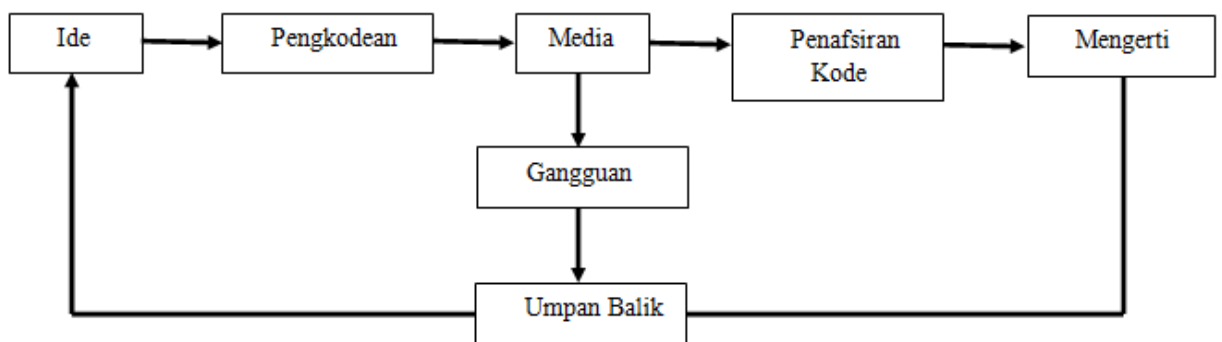 Ide
Pengkodean
Media
Penafsiran
Kode
Mengerti
Gangguan
Umpan Balik